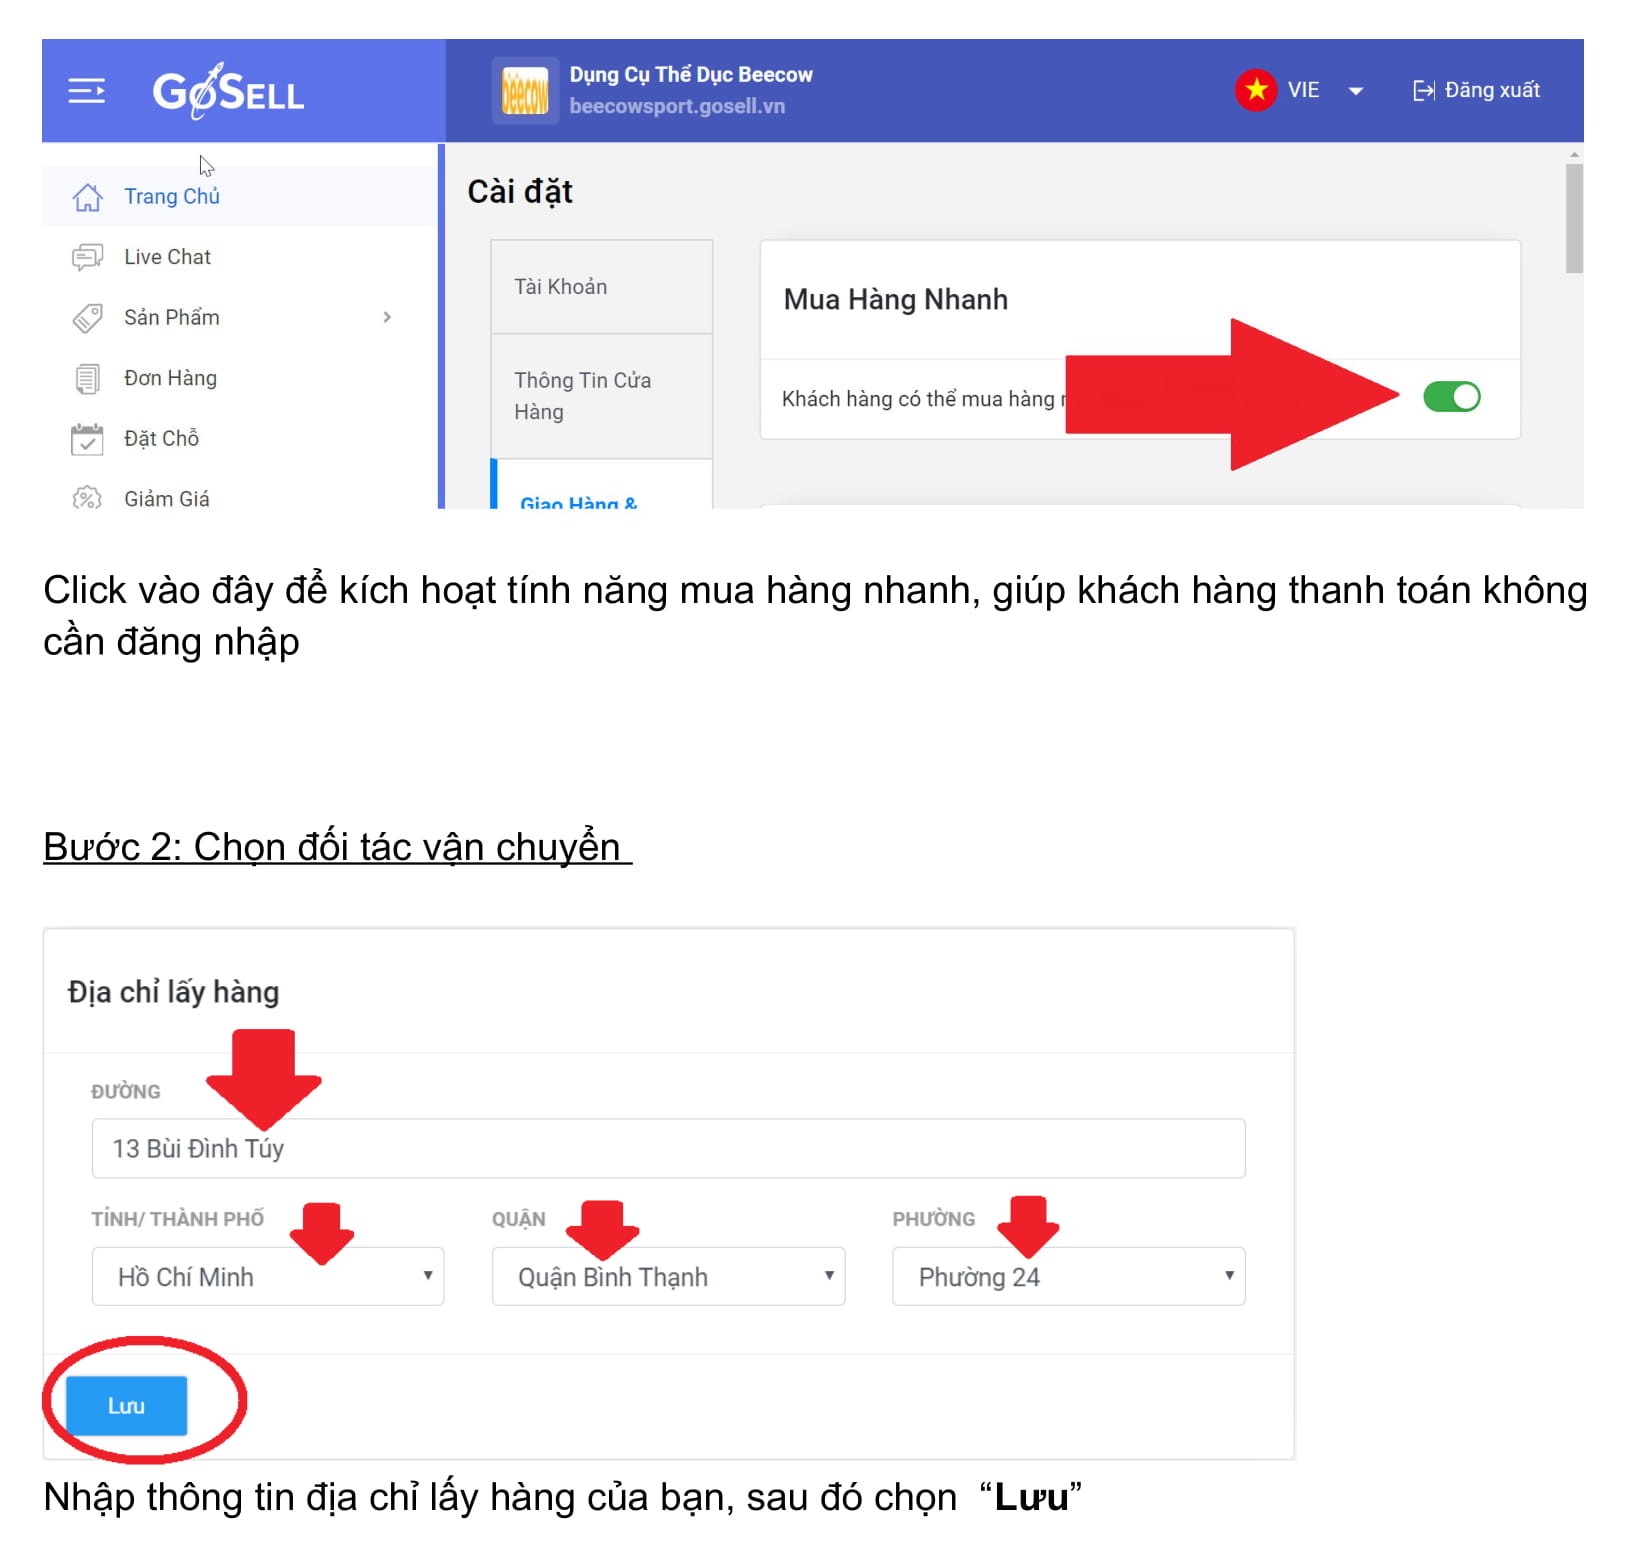 GoSELL
beecow
Dụng Cụ Thể Dục Beecow
beecowsport.gosell.vn
VIE
Đăng xuất
Trang Chủ
Live Chat
Sản Phẩm
Đơn Hàng
Đặt Chỗ
Giảm Giá
Cài đặt
Tài Khoản
Thông Tin Cửa
Hàng
Giao Hàng &
Mua Hàng Nhanh
Khách hàng có thể mua hàng
Click vào đây để kích hoạt tính năng mua hàng nhanh, giúp khách hàng thanh toán không
cần đăng nhập
Bước 2: Chọn đối tác vận chuyển
Địa chỉ lấy hàng
ĐƯỜNG
13 Bùi Đình Túy
TỈNH/ THÀNH PHỐ
QUẬN
PHƯỜNG
Hồ Chí Minh
Quận Bình Thạnh
Phường 24
Lưu
Nhập thông tin địa chỉ lấy hàng của bạn, sau đó chọn “Lưu”